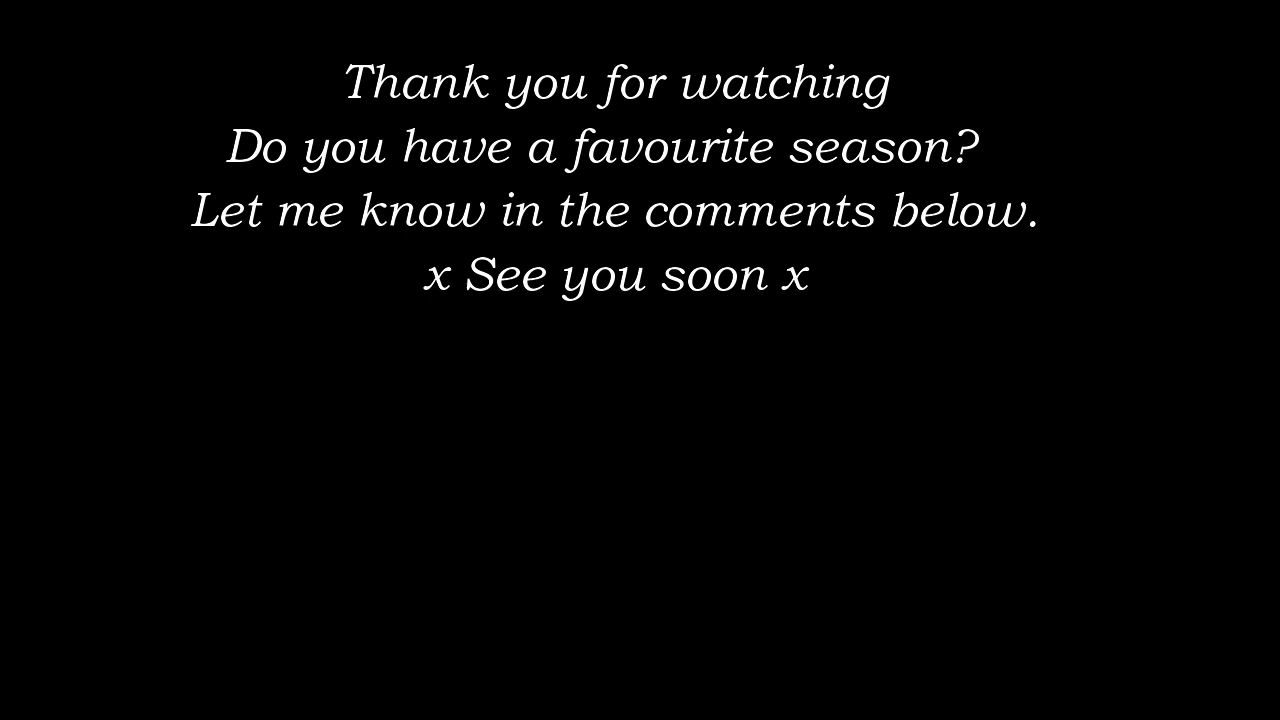 Thank you for watching
Do you have a favourite season?
Let me know in the comments below.
x See you soon x